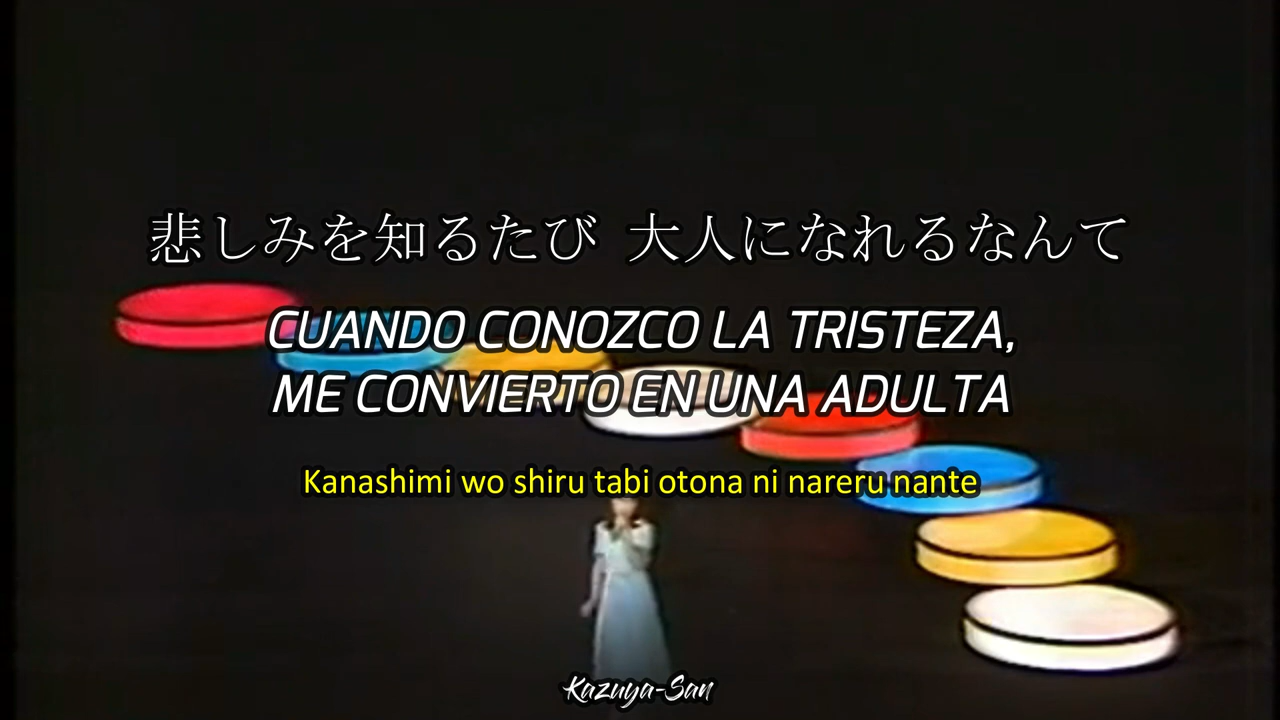 悲しみを知るたび 大人になれるなんて
CUANDO CONOZCO LA TRISTEZA,
ME CONVIERTO EN UNA ADULTA
Kanashimi wo shiru tabi otona ni nareru nante
Kazuya-San